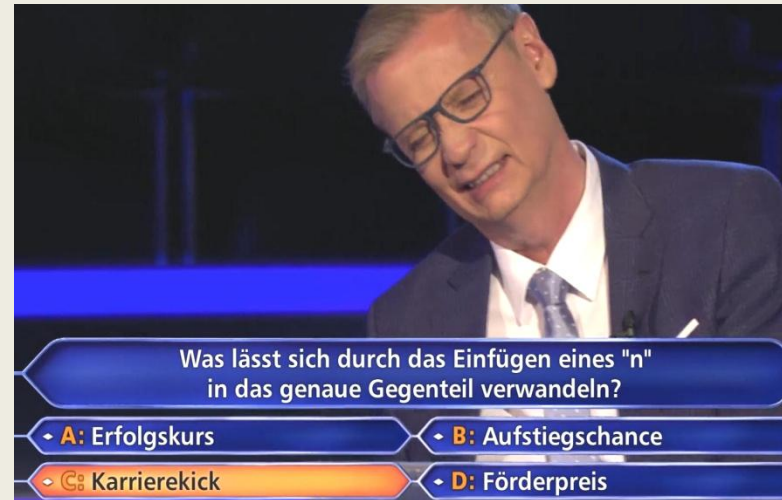 Was lässt sich durch das Einfügen eines "n"
in das genaue Gegenteil verwandeln?
A: Erfolgskurs
B: Aufstiegschance
C: Karrierekick
D: Förderpreis